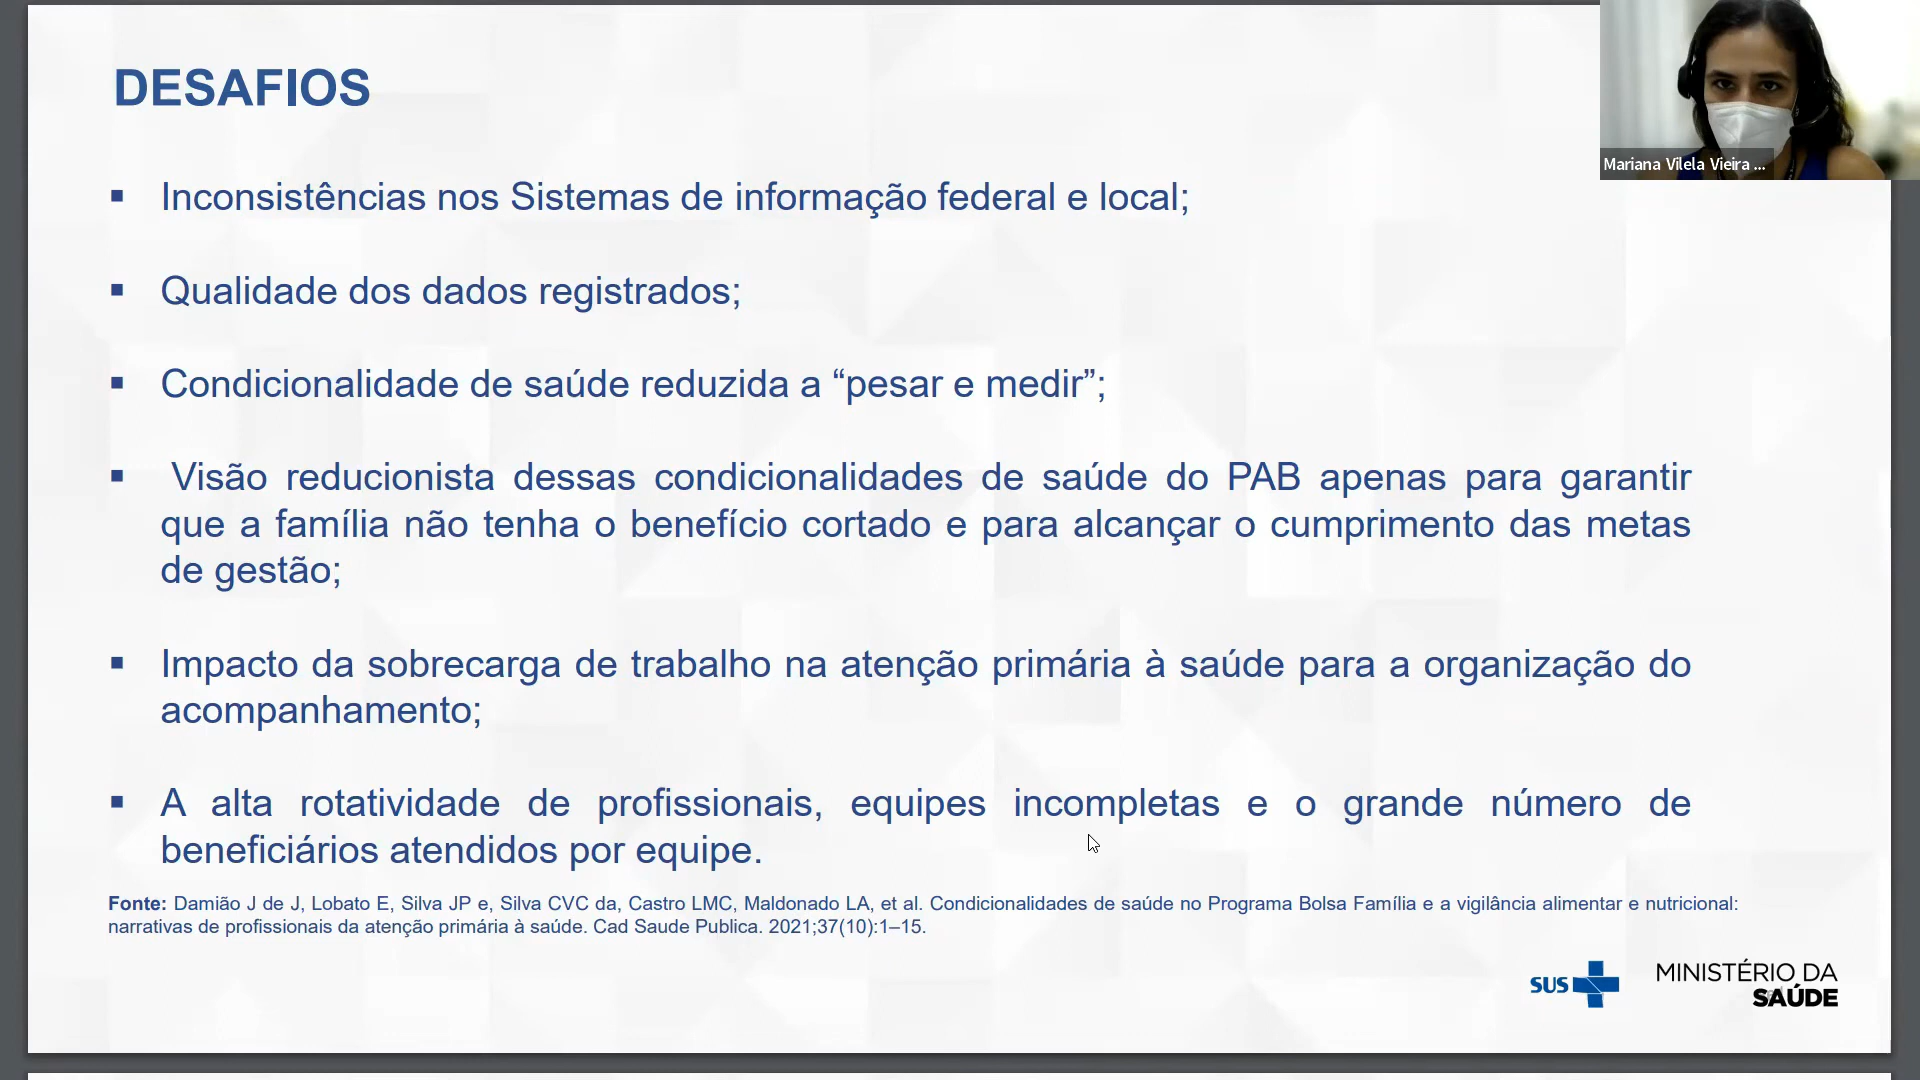 DESAFIOS
Mariana Vilela Vieira ...
▪ Inconsistências nos Sistemas de informação federal e local;
▪ Qualidade dos dados registrados;
▪ Condicionalidade de saúde reduzida a “pesar e medir”;
▪ Visão reducionista dessas condicionalidades de saúde do PAB apenas para garantir
que a família não tenha o benefício cortado e para alcançar o cumprimento das metas
de gestão;
▪ Impacto da sobrecarga de trabalho na atenção primária à saúde para a organização do
acompanhamento;
▪ A alta rotatividade de profissionais, equipes incompletas e o grande número de
beneficiários atendidos por equipe.
Fonte: Damião J de J, Lobato E, Silva JP e, Silva CVC da, Castro LMC, Maldonado LA, et al. Condicionalidades de saúde no Programa Bolsa Família e a vigilância alimentar e nutricional:
narrativas de profissionais da atenção primária à saúde. Cad Saude Publica. 2021;37(10):1–15.
SUS
MINISTÉRIO DA
SAÚDE